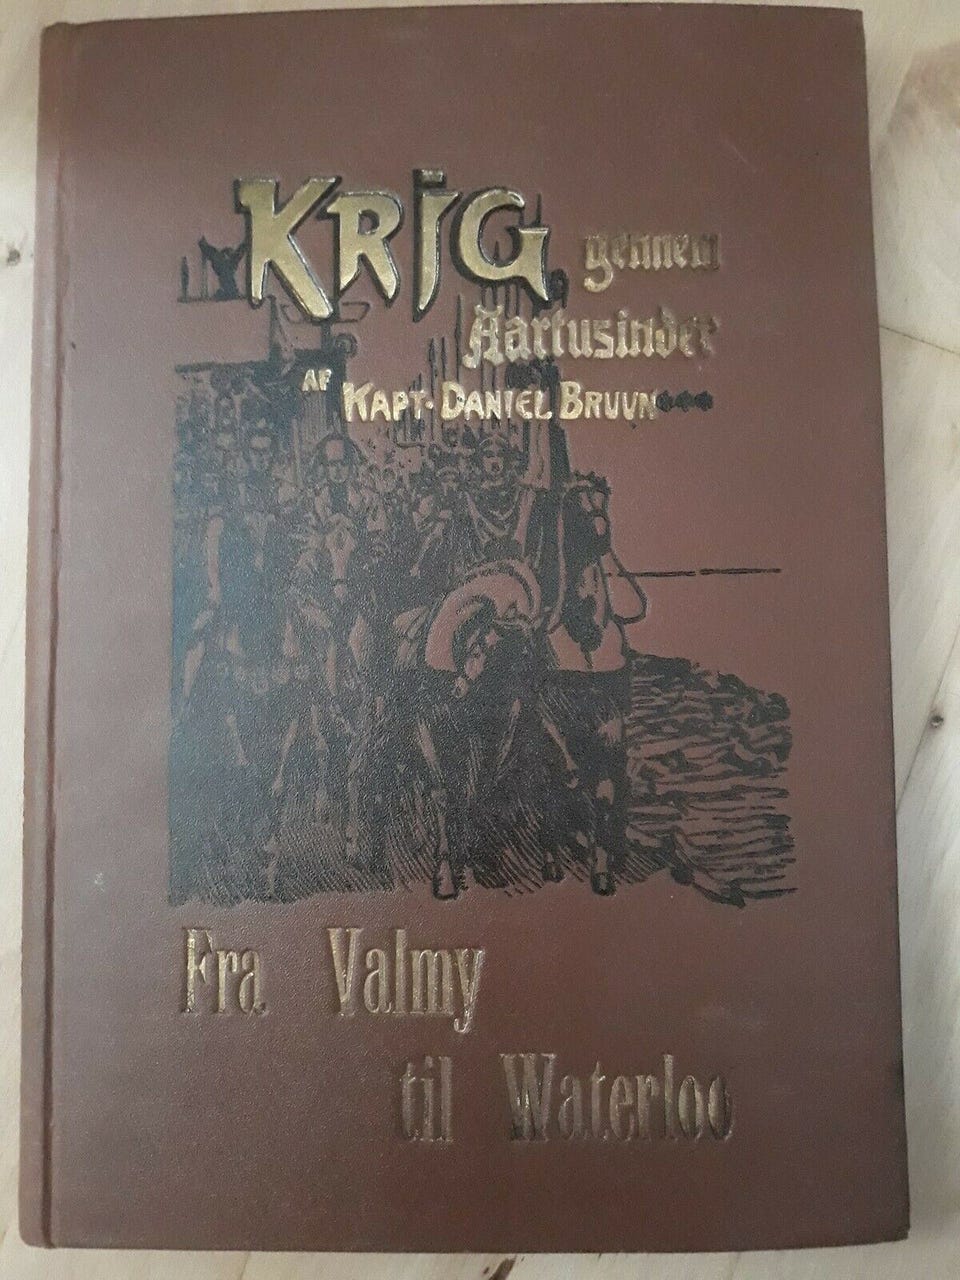 KRIG gennem
Aartusinder
AF KAPT. DANIEL BRUUN
Fra Valmy
til Waterloo